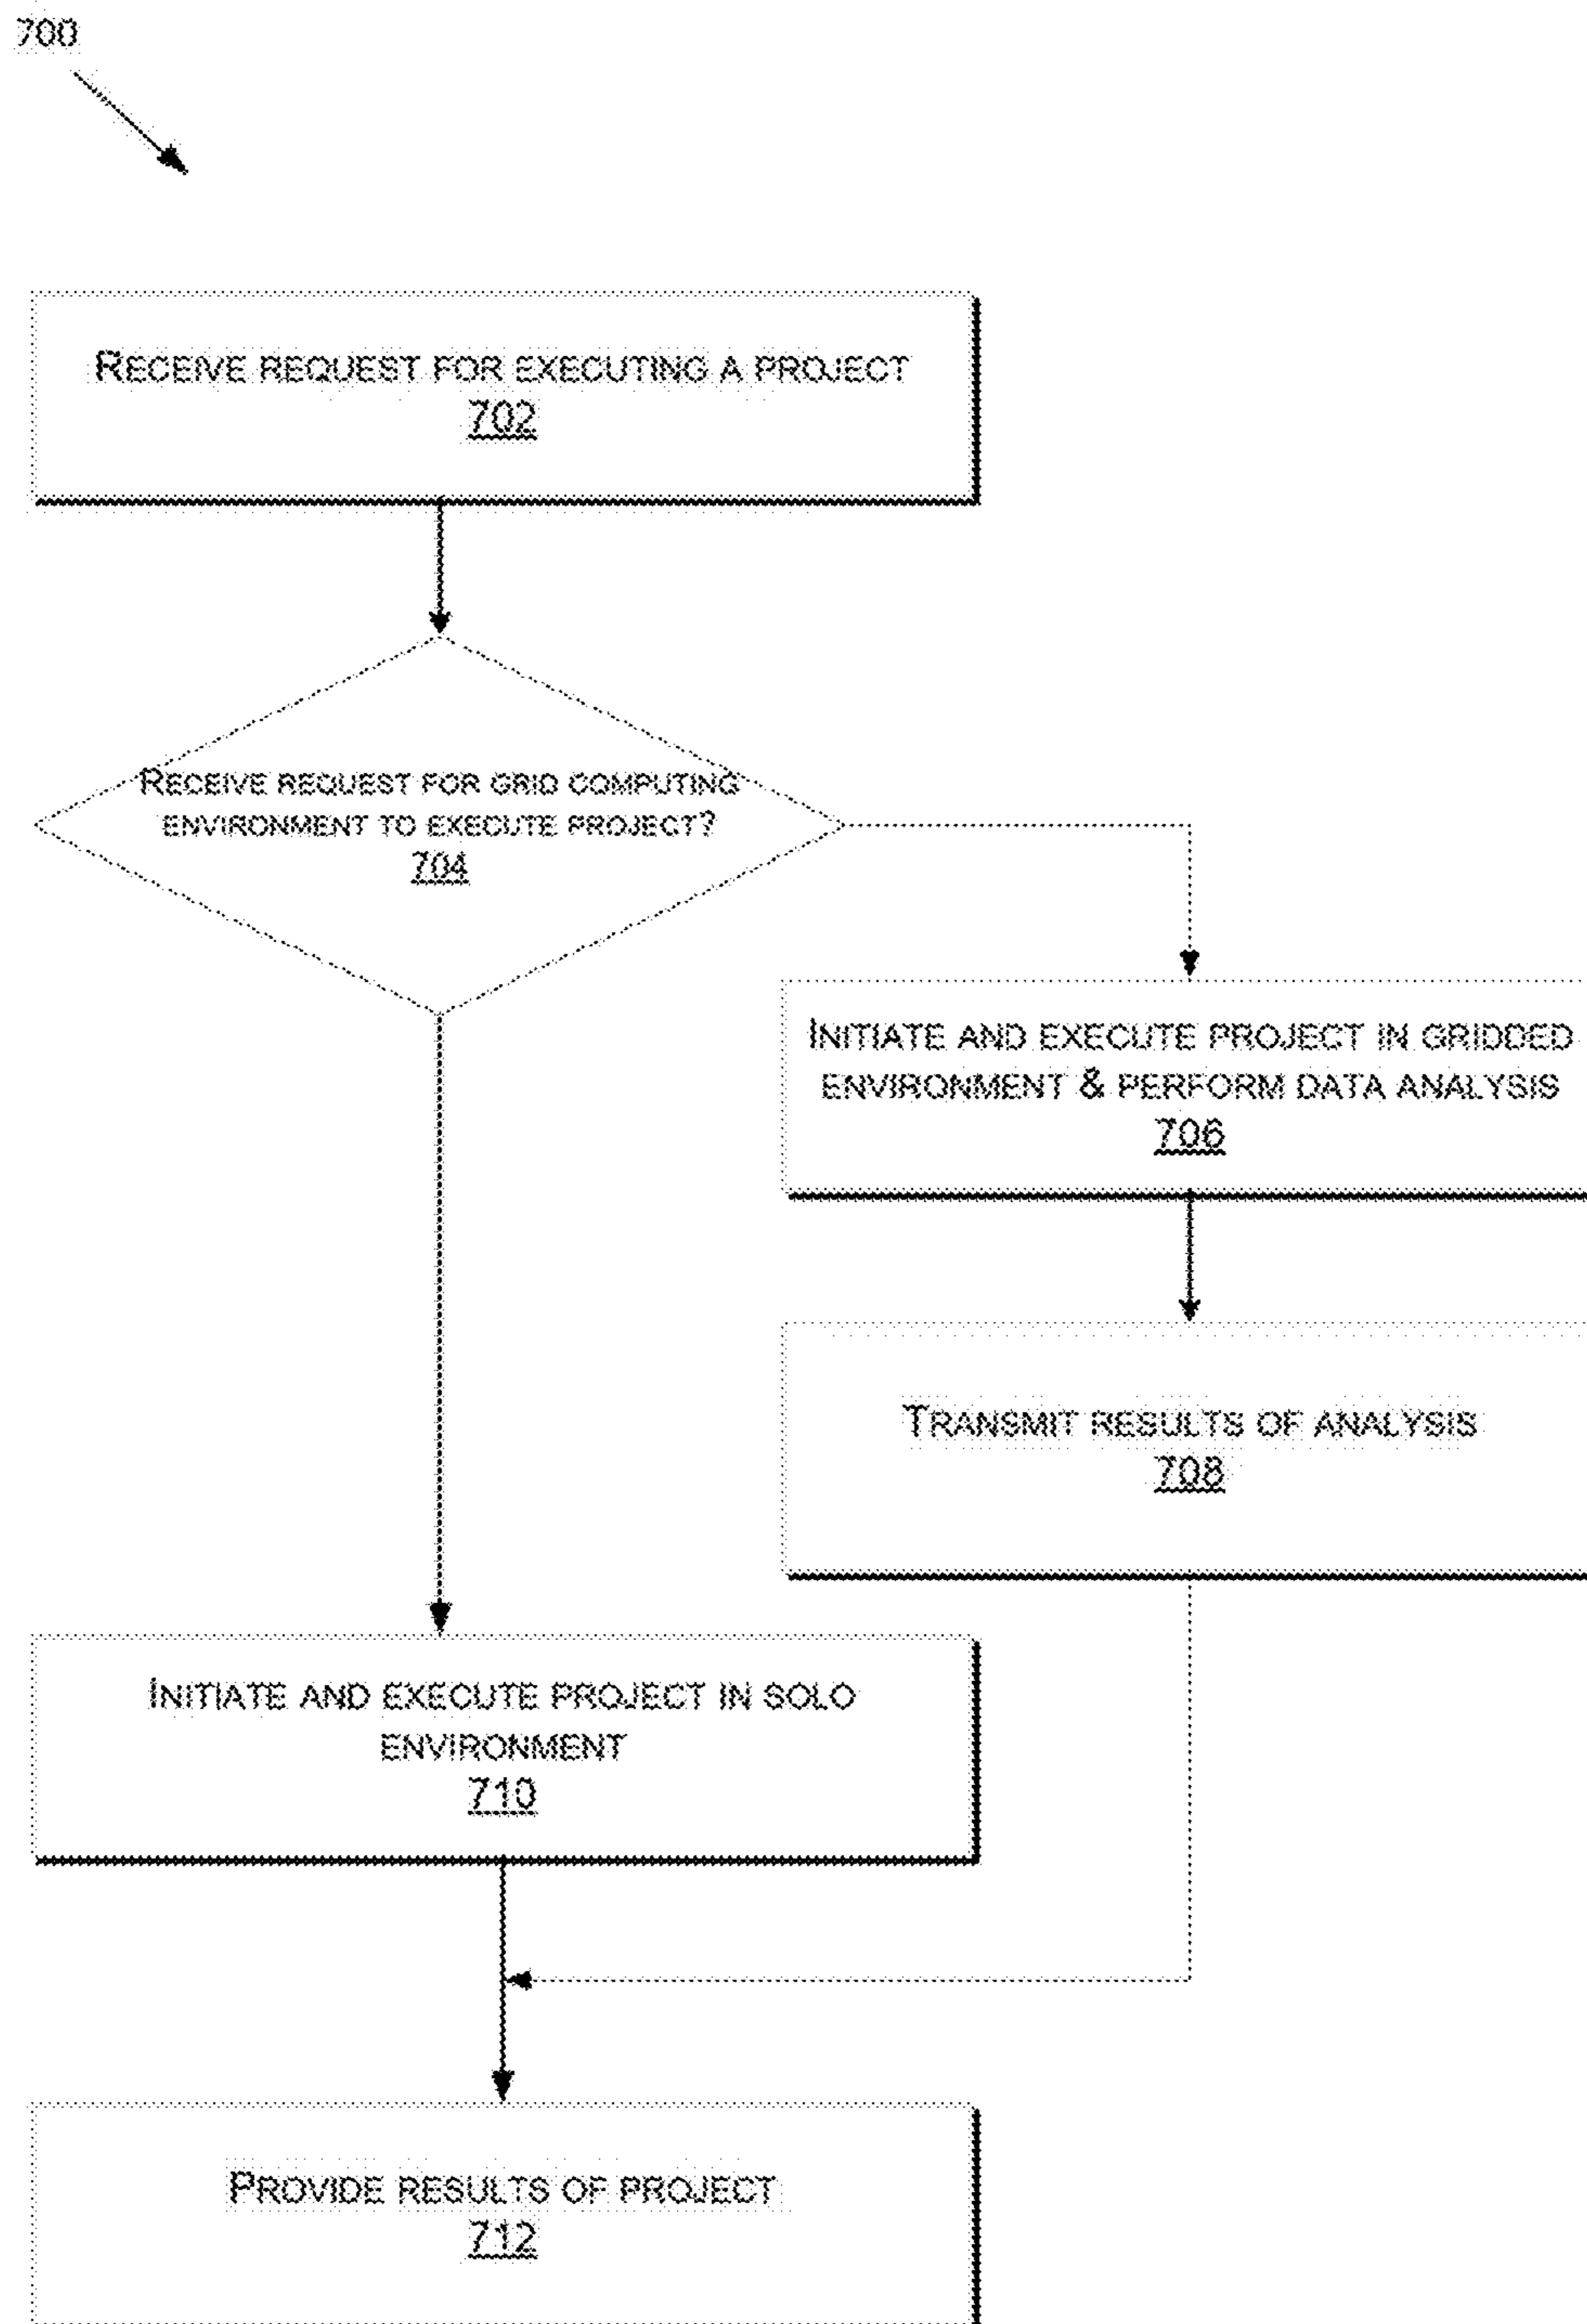 700
RECEIVE REQUEST FOR EXECUTING A PROJECT
702
RECEIVE REQUEST FOR GRID COMPUTING
ENVIRONMENT TO EXECUTE PROJECT?
704
INITIATE AND EXECUTE PROJECT IN GRIDDED
ENVIRONMENT & PERFORM DATA ANALYSIS
706
TRANSMIT RESULTS OF ANALYSIS
708
INITIATE AND EXECUTE PROJECT IN SOLO
ENVIRONMENT
710
PROVIDE RESULTS OF PROJECT
712